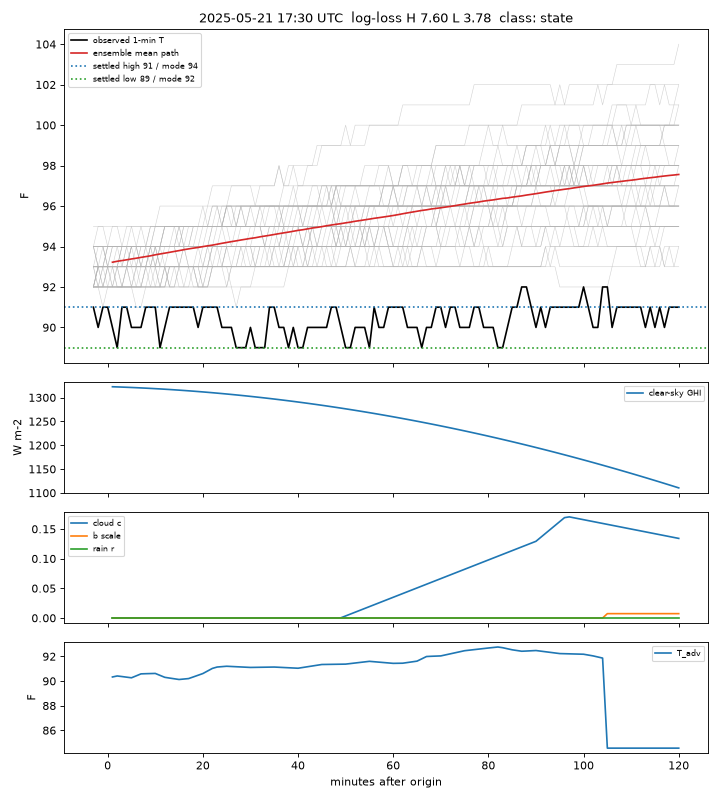 2025-05-21 17:30 UTC  log-loss H 7.60 L 3.78  class: state
observed 1-min T
ensemble mean path
settled high 91 / mode 94
settled low 89 / mode 92
F
104
102
100
98
96
94
92
90
clear-sky GHI
W m-2
1300
1250
1200
1150
1100
cloud c
b scale
rain r
0.15
0.10
0.05
0.00
T_adv
F
92
90
88
86
0
20
40
60
80
100
120
minutes after origin